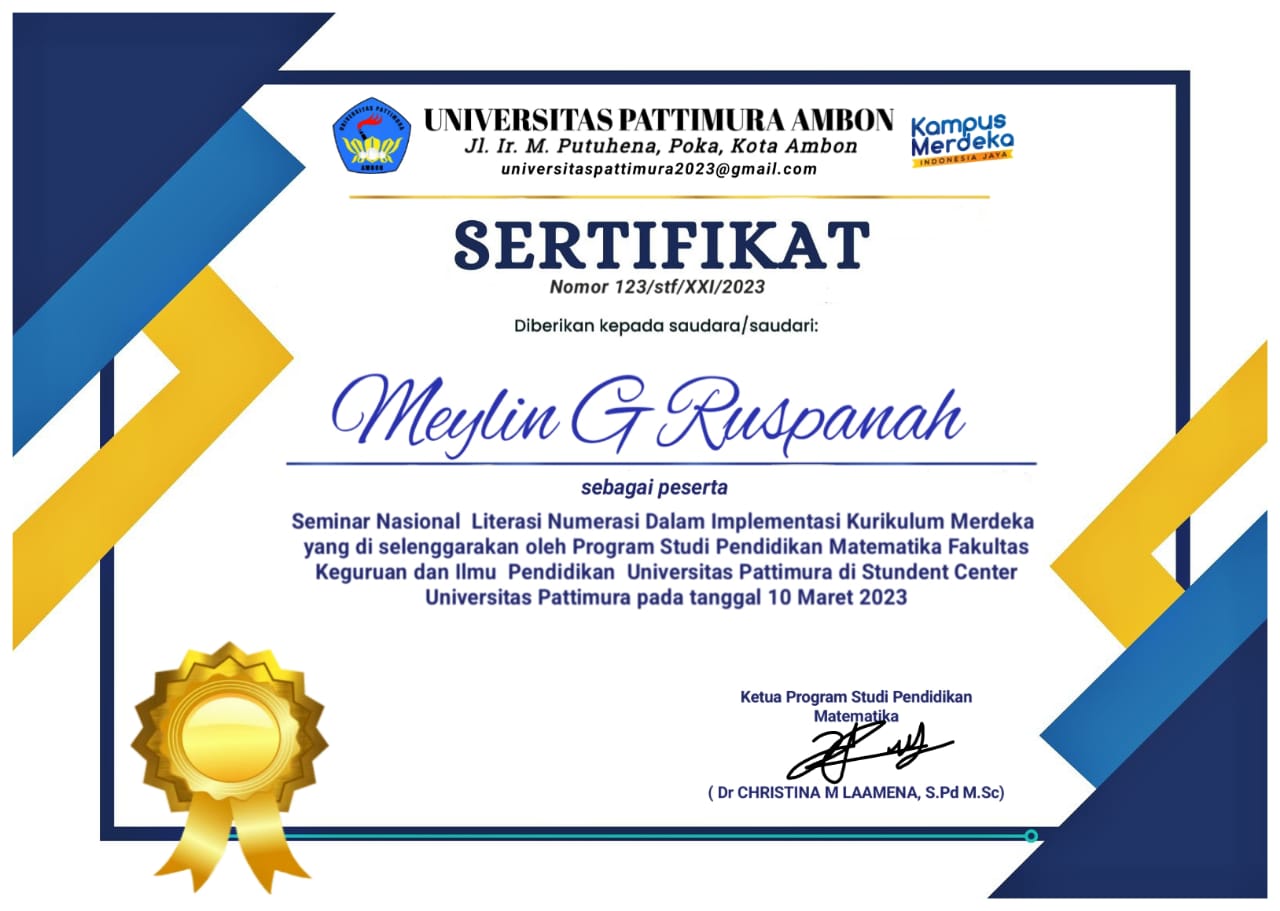 UNIVERSITAS PATTIMURA
AMBON
UNIVERSITAS PATTIMURA AMBON
Jl. Ir. M. Putuhena, Poka, Kota Ambon
universitaspattimura2023@gmail.com
Kampus
Merdeka
INDONESIA JAYA
SERTIFIKAT
Nomor 123/stf/XXI/2023
Diberikan kepada saudara/saudari:
Meylin G Ruspanah
sebagai peserta
Seminar Nasional Literasi Numerasi Dalam Implementasi Kurikulum Merdeka
yang di selenggarakan oleh Program Studi Pendidikan Matematika Fakultas
Keguruan dan Ilmu Pendidikan Universitas Pattimura di Stundent Center
Universitas Pattimura pada tanggal 10 Maret 2023
Ketua Program Studi Pendidikan
Matematika
( Dr CHRISTINA M LAAMENA, S.Pd M.Sc)